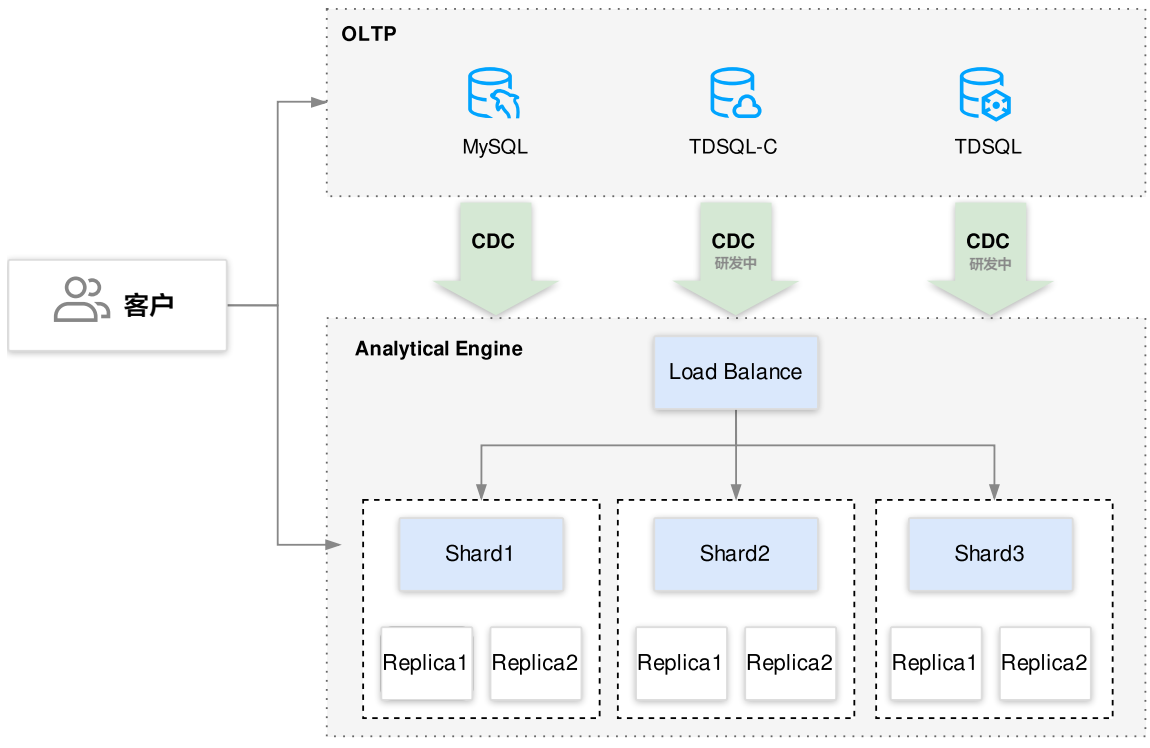 OLTP
MySQL
TDSQL-C
TDSQL
CDC
CDC
研发中
CDC
研发中
客户
Analytical Engine
Load Balance
Shard1
Shard2
Shard3
Replica1
Replica2
Replica1
Replica2
Replica1
Replica2